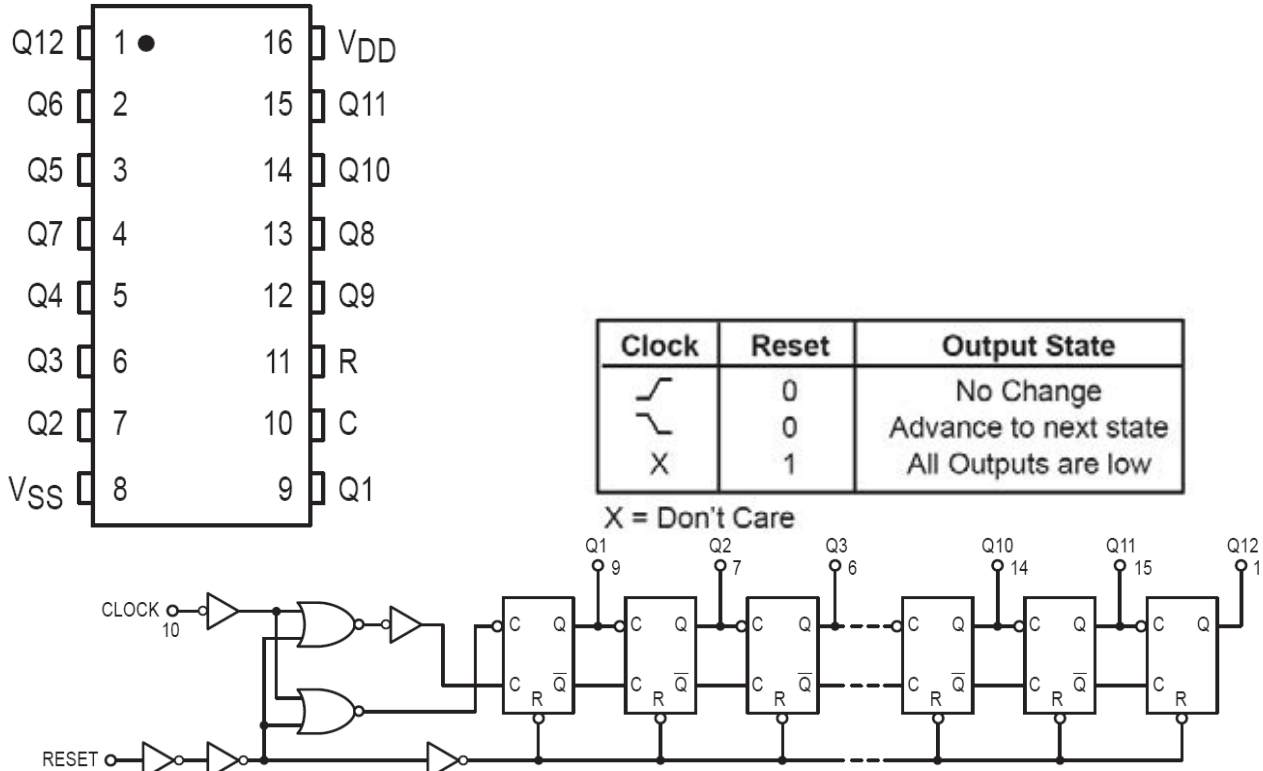 Q12 1 16 VDD
Q6 2 15 Q11
Q5 3 14 Q10
Q7 4 13 Q8
Q4 5 12 Q9
Q3 6 11 R
Q2 7 10 C
VSS 8 9 Q1
Clock Reset Output State
0 No Change
0 Advance to next state
X 1 All Outputs are low
X = Don't Care
Q1 Q2 Q3 Q10 Q11 Q12
9 7 6 14 15 1
CLOCK
10
C Q C Q C Q C Q C Q C Q
C Q̅ C Q̅ C Q̅ C Q̅ C Q̅ C
R R R R R R
RESET